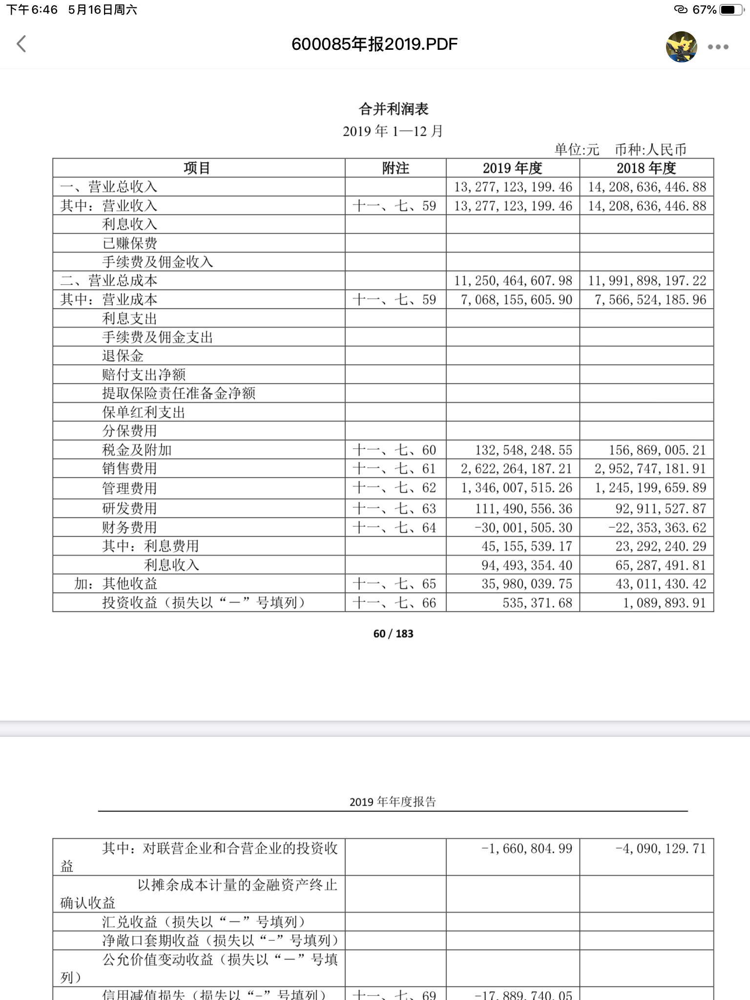 下午6:46 5月16日周六
67%
600085年报2019.PDF
合并利润表
2019 年 1—12 月
单位:元 币种:人民币
项目 附注 2019 年度 2018 年度
一、营业总收入 13,277,123,199.46 14,208,636,446.88
其中：营业收入 十一、七、59 13,277,123,199.46 14,208,636,446.88
利息收入
已赚保费
手续费及佣金收入
二、营业总成本 11,250,464,607.98 11,991,898,197.22
其中：营业成本 十一、七、59 7,068,155,605.90 7,566,524,185.96
利息支出
手续费及佣金支出
退保金
赔付支出净额
提取保险责任准备金净额
保单红利支出
分保费用
税金及附加 十一、七、60 132,548,248.55 156,869,005.21
销售费用 十一、七、61 2,622,264,187.21 2,952,747,181.91
管理费用 十一、七、62 1,346,007,515.26 1,245,199,659.89
研发费用 十一、七、63 111,490,556.36 92,911,527.87
财务费用 十一、七、64 -30,001,505.30 -22,353,363.62
其中：利息费用 45,155,539.17 23,292,240.29
利息收入 94,493,354.40 65,287,491.81
加：其他收益 十一、七、65 35,980,039.75 43,011,430.42
投资收益（损失以“－”号填列） 十一、七、66 535,371.68 1,089,893.91
60 / 183
2019 年年度报告
其中：对联营企业和合营企业的投资收 -1,660,804.99 -4,090,129.71
益
以摊余成本计量的金融资产终止
确认收益
汇兑收益（损失以“－”号填列）
净敞口套期收益（损失以“-”号填列）
公允价值变动收益（损失以“－”号填
列）
信用减值损失（损失以“-”号填列） 十一、七、69 -17,889,740.05